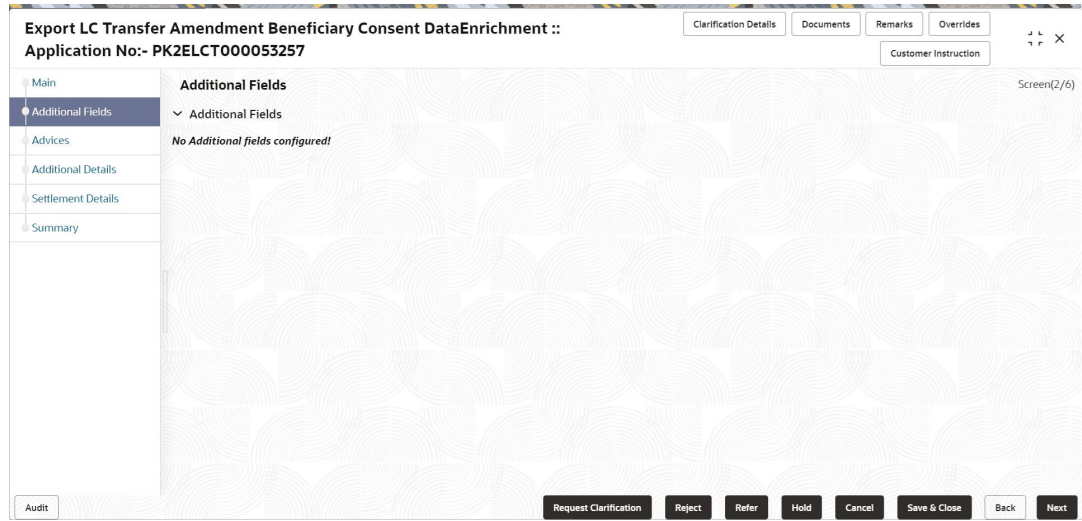 Export LC Transfer Amendment Beneficiary Consent DataEnrichment ::
Application No:- PK2ELCT000053257
Clarification Details
Documents
Remarks
Overrides
Customer Instruction
Main
Additional Fields
Advices
Additional Details
Settlement Details
Summary
Additional Fields
Screen(2/6)
Additional Fields
No Additional fields configured!
Audit
Request Clarification
Reject
Refer
Hold
Cancel
Save & Close
Back
Next